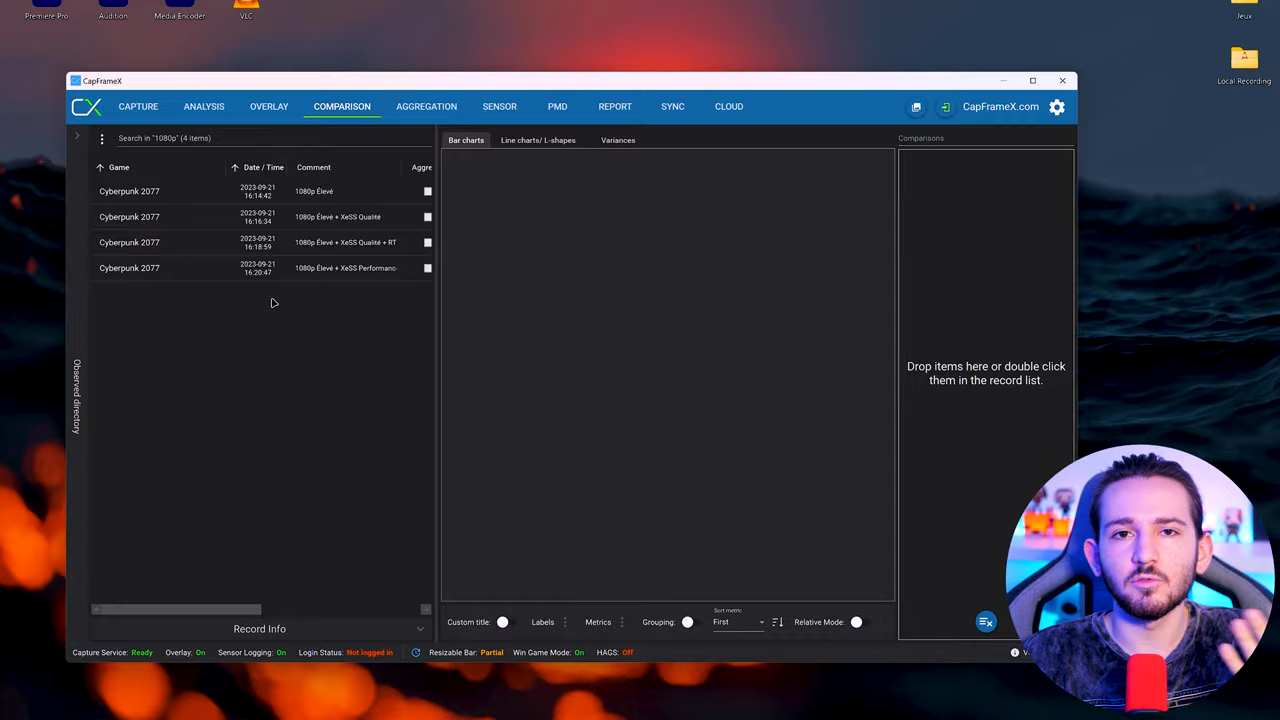 Premiere Pro
Audition
Media Encoder
VLC
Jeux
Local Recording
CapFrameX
CX
CAPTURE
ANALYSIS
OVERLAY
COMPARISON
AGGREGATION
SENSOR
PMD
REPORT
SYNC
CLOUD
CapFrameX.com
Search in "1080p" (4 items)
Game
Date / Time
Comment
Aggre
Cyberpunk 2077
2023-09-21
16:14:42
1080p Élevé
Cyberpunk 2077
2023-09-21
16:16:34
1080p Élevé + XeSS Qualité
Cyberpunk 2077
2023-09-21
16:18:59
1080p Élevé + XeSS Qualité + RT
Cyberpunk 2077
2023-09-21
16:20:47
1080p Élevé + XeSS Performanc
Observed directory
Record Info
Bar charts
Line charts/ L-shapes
Variances
Comparisons
Drop items here or double click
them in the record list.
Custom title:
Labels
Metrics
Grouping:
Sort metric
First
Relative Mode:
Capture Service: Ready
Overlay: On
Sensor Logging: On
Login Status: Not logged in
Resizable Bar: Partial
Win Game Mode: On
HAGS: Off